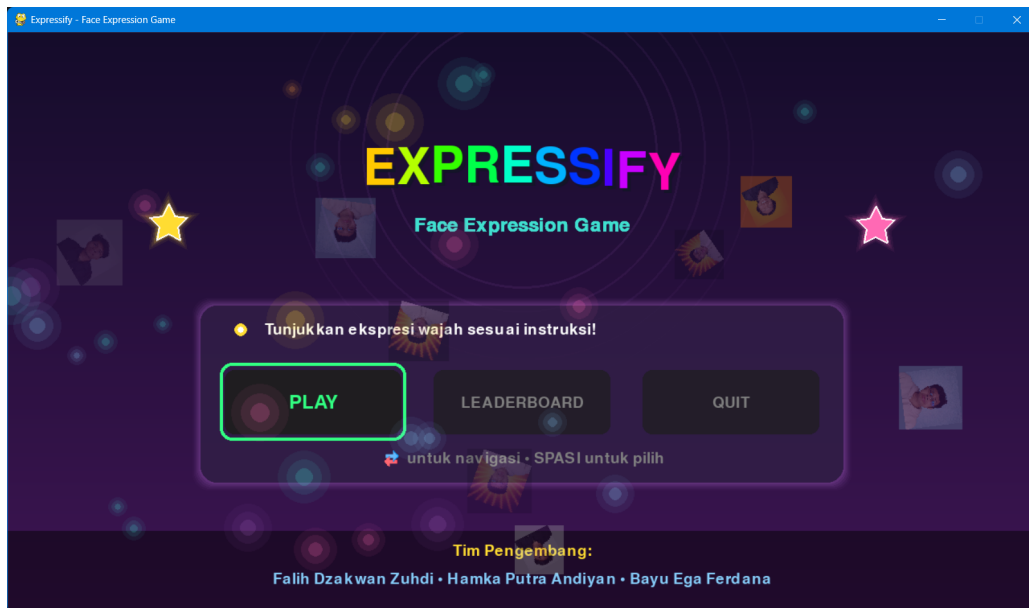 Expressify - Face Expression Game
EXPRESSIFY
Face Expression Game
Tunjukkan ekspresi wajah sesuai instruksi!
PLAY
LEADERBOARD
QUIT
untuk navigasi • SPASI untuk pilih
Tim Pengembang:
Falih Dzakwan Zuhdi • Hamka Putra Andiyan • Bayu Ega Ferdana